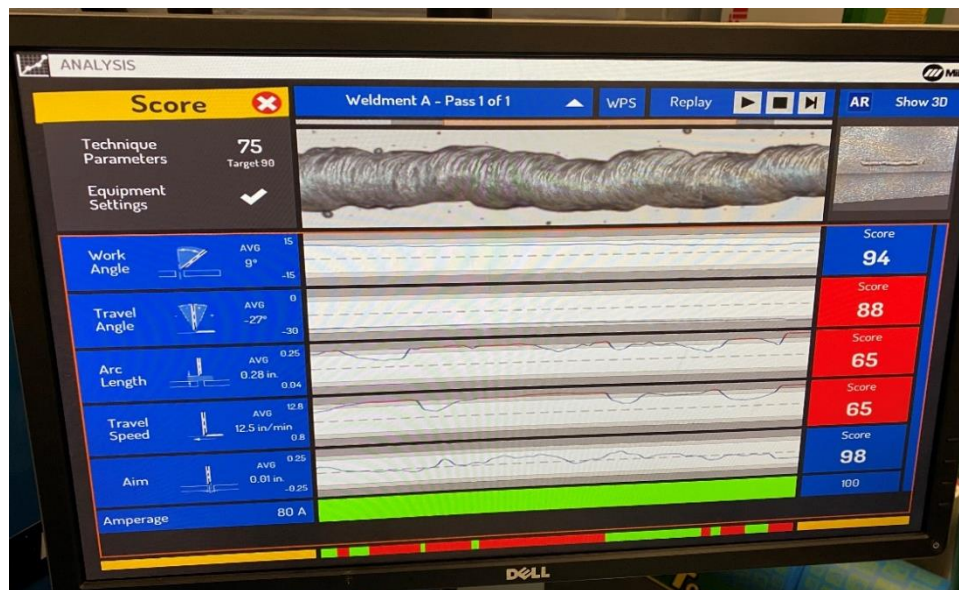 ANALYSIS
Mil
Score
Weldment A - Pass 1 of 1
WPS
Replay
AR
Show 3D
Technique
Parameters
75
Target 90
Equipment
Settings
Work
Angle
AVG
9°
15
-15
Score
94
Travel
Angle
AVG
-27°
0
-30
Score
88
Arc
Length
AVG
0.28 in.
0.25
0.04
Score
65
Travel
Speed
AVG
12.5 in/min
12.8
0.8
Score
65
Aim
AVG
0.01 in.
0.25
-0.25
Score
98
Amperage
80 A
100
DELL